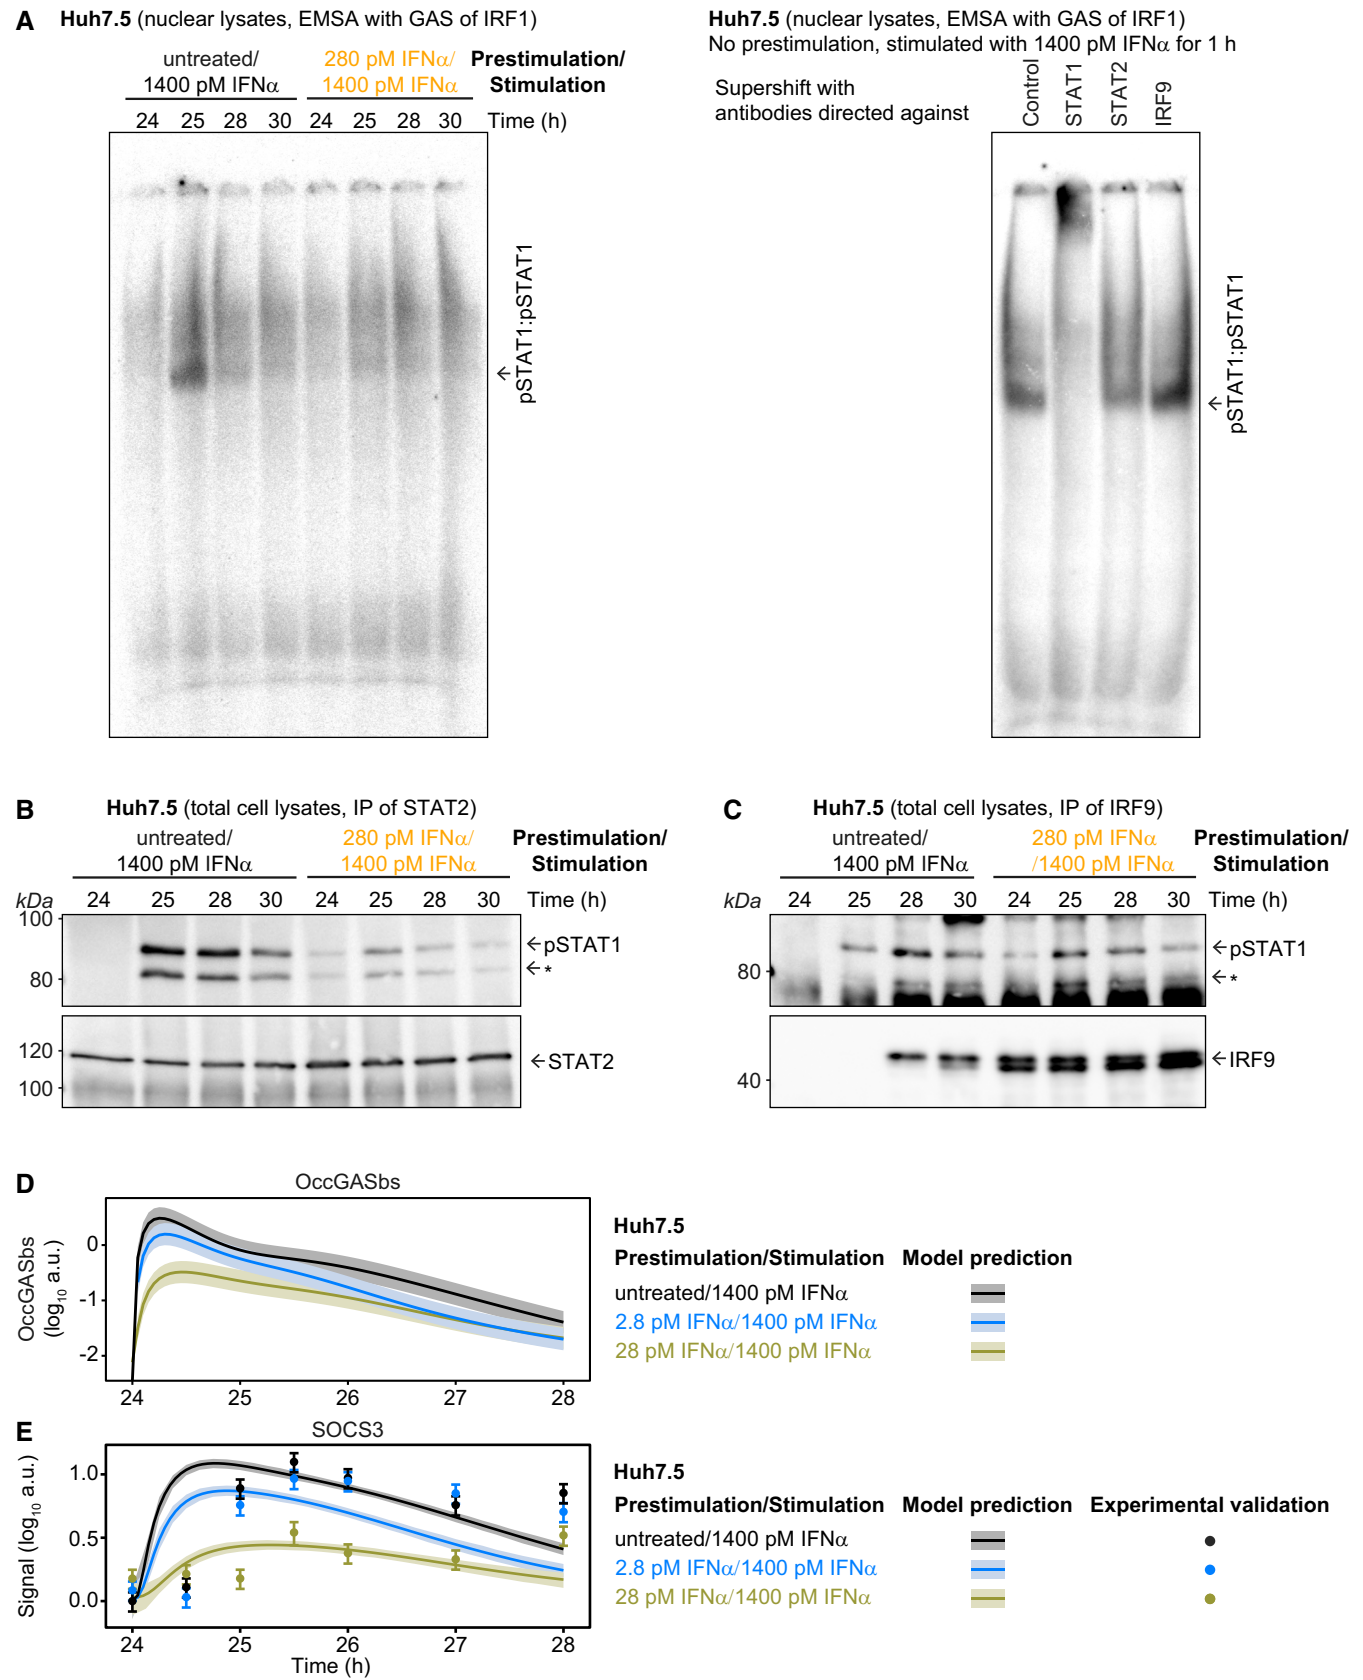 A
Huh7.5 (nuclear lysates, EMSA with GAS of IRF1)
untreated/
1400 pM IFNα
280 pM IFNα/
1400 pM IFNα
Prestimulation/
Stimulation
24 25 28 30 24 25 28 30 Time (h)
pSTAT1:pSTAT1
Huh7.5 (nuclear lysates, EMSA with GAS of IRF1)
No prestimulation, stimulated with 1400 pM IFNα for 1 h
Supershift with
antibodies directed against
Control
STAT1
STAT2
IRF9
pSTAT1:pSTAT1
B
Huh7.5 (total cell lysates, IP of STAT2)
untreated/
1400 pM IFNα
280 pM IFNα/
1400 pM IFNα
Prestimulation/
Stimulation
kDa 24 25 28 30 24 25 28 30 Time (h)
100
pSTAT1
*
80
120
STAT2
100
C
Huh7.5 (total cell lysates, IP of IRF9)
untreated/
1400 pM IFNα
280 pM IFNα
/1400 pM IFNα
Prestimulation/
Stimulation
kDa 24 25 28 30 24 25 28 30 Time (h)
pSTAT1
80
*
IRF9
40
D
OccGASbs
OccGASbs
(log10 a.u.)
0
-1
-2
24 25 26 27 28
Huh7.5
Prestimulation/Stimulation Model prediction
untreated/1400 pM IFNα
2.8 pM IFNα/1400 pM IFNα
28 pM IFNα/1400 pM IFNα
E
SOCS3
Signal (log10 a.u.)
1.0
0.5
0.0
24 25 26 27 28
Time (h)
Huh7.5
Prestimulation/Stimulation Model prediction Experimental validation
untreated/1400 pM IFNα
2.8 pM IFNα/1400 pM IFNα
28 pM IFNα/1400 pM IFNα